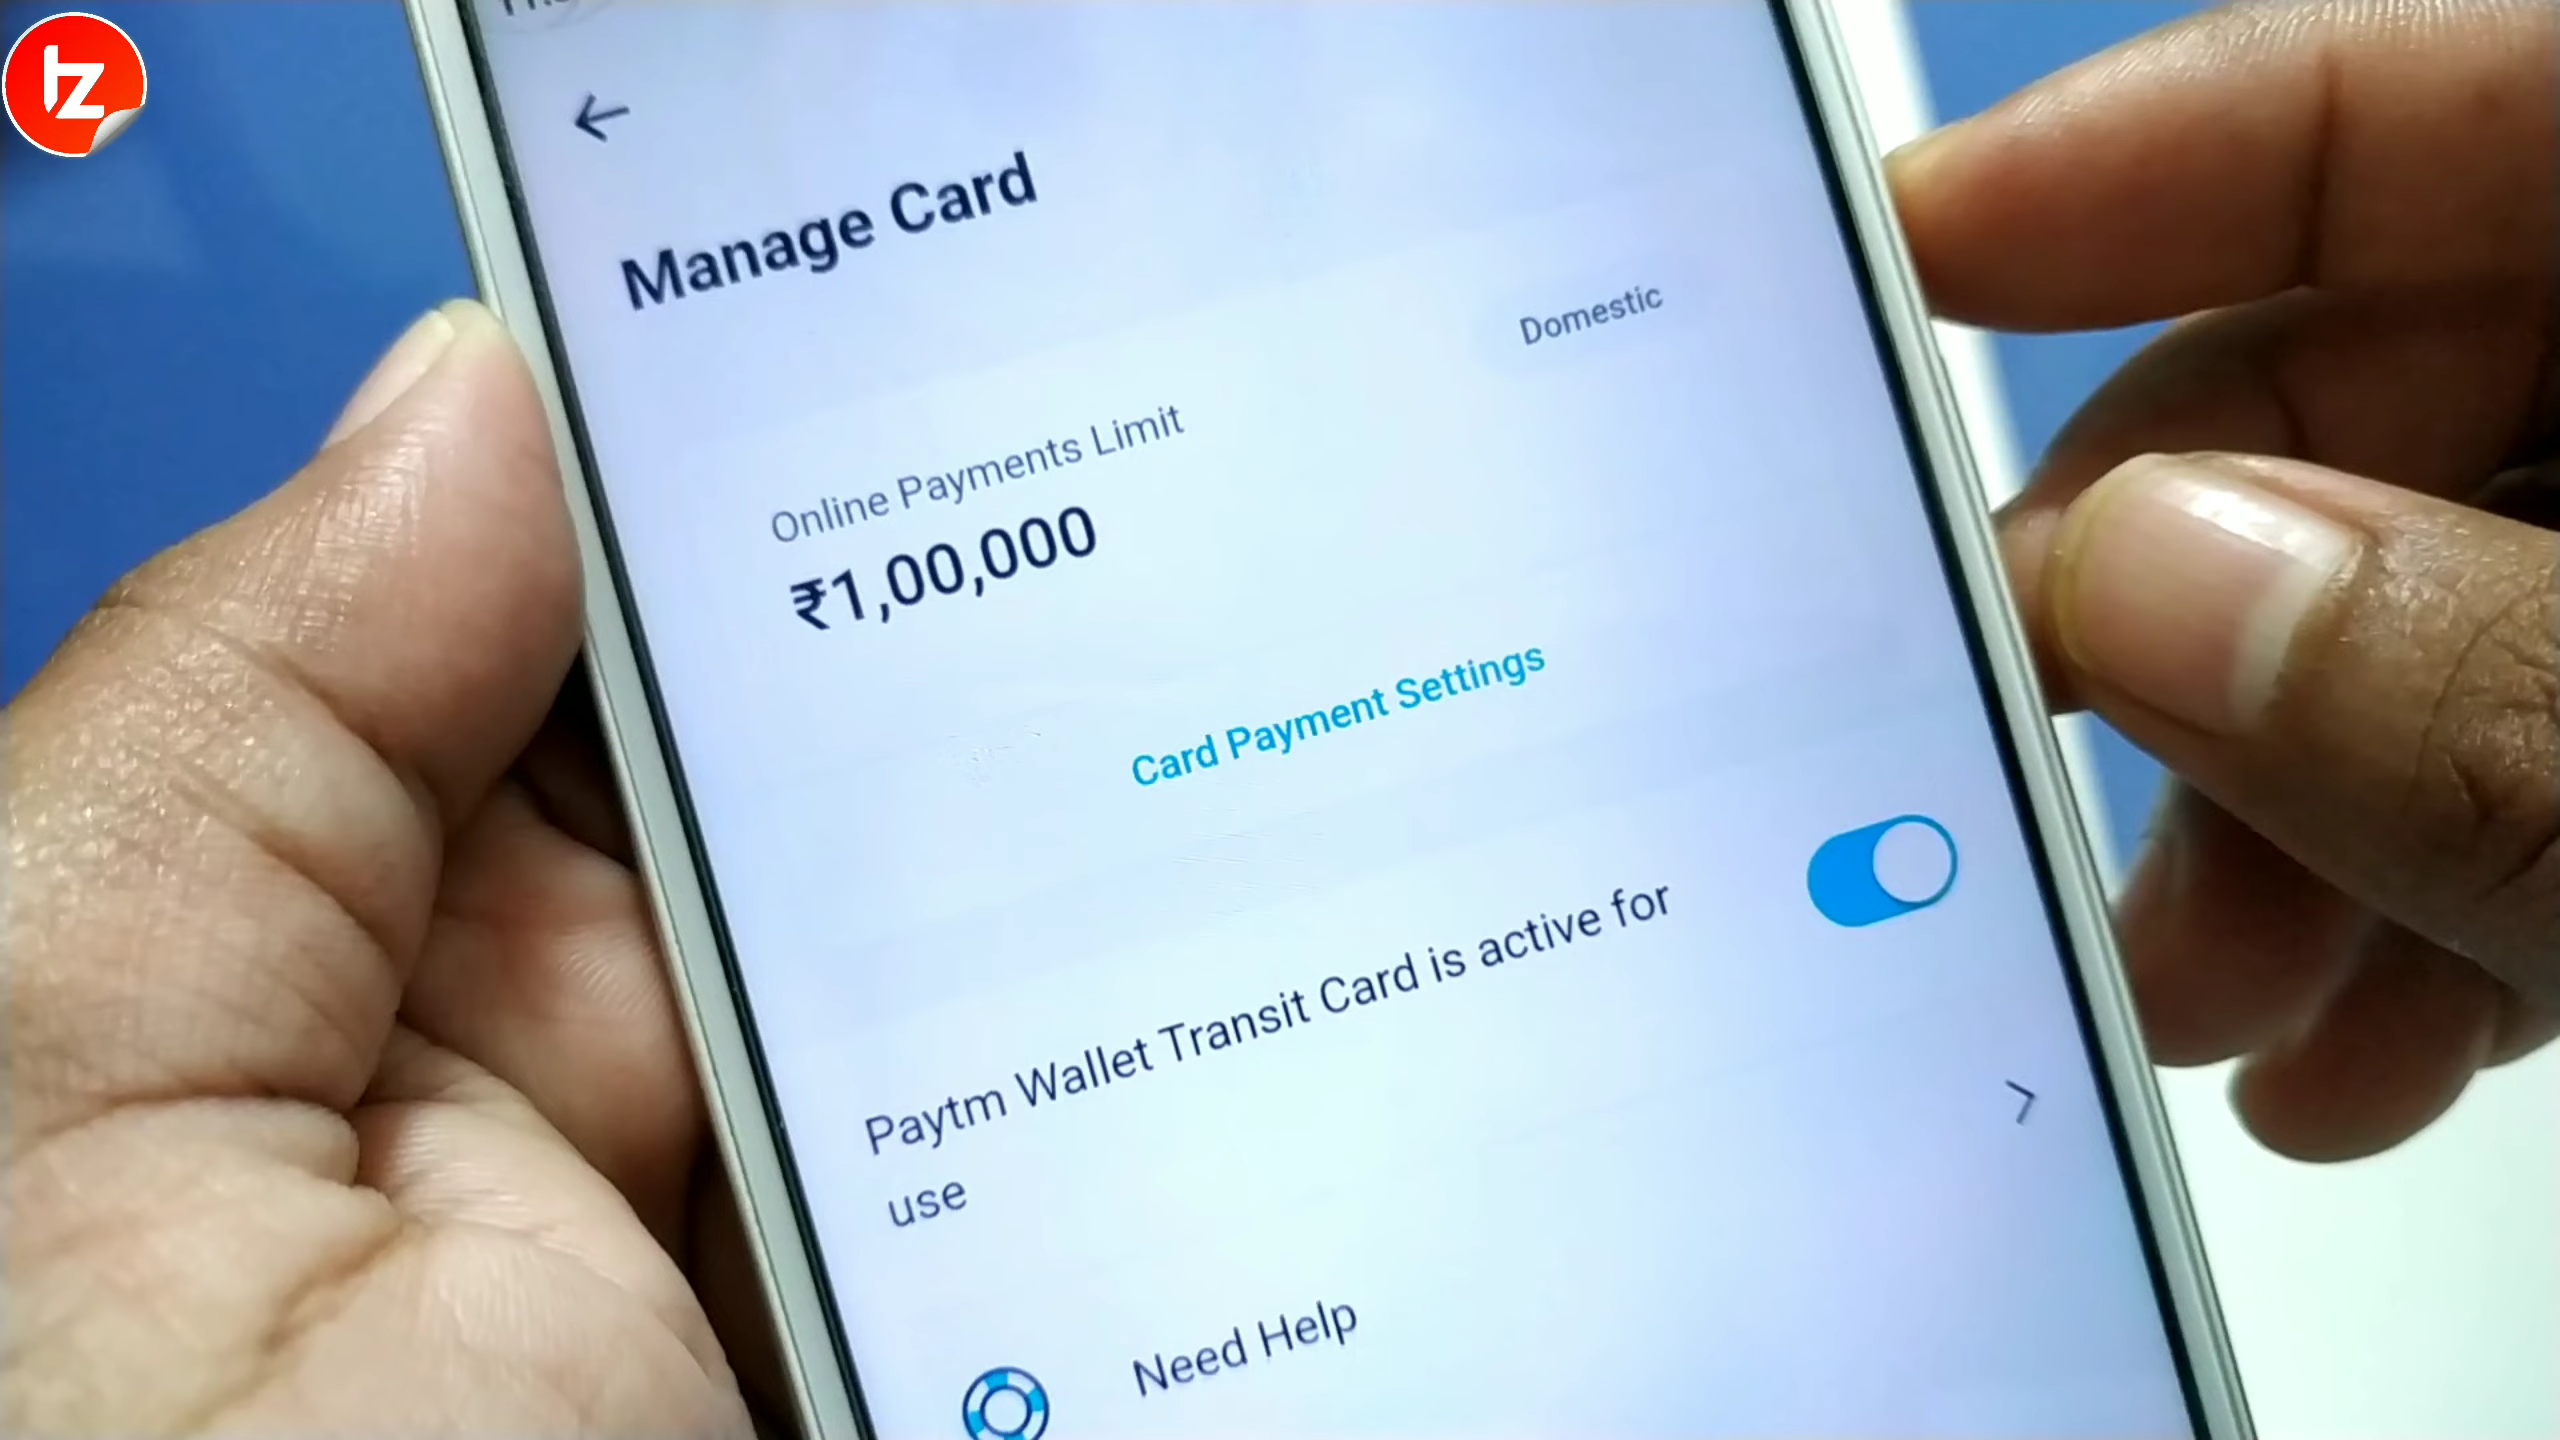 tz
Manage Card
Domestic
Online Payments Limit
₹1,00,000
Card Payment Settings
Paytm Wallet Transit Card is active for
use
Need Help